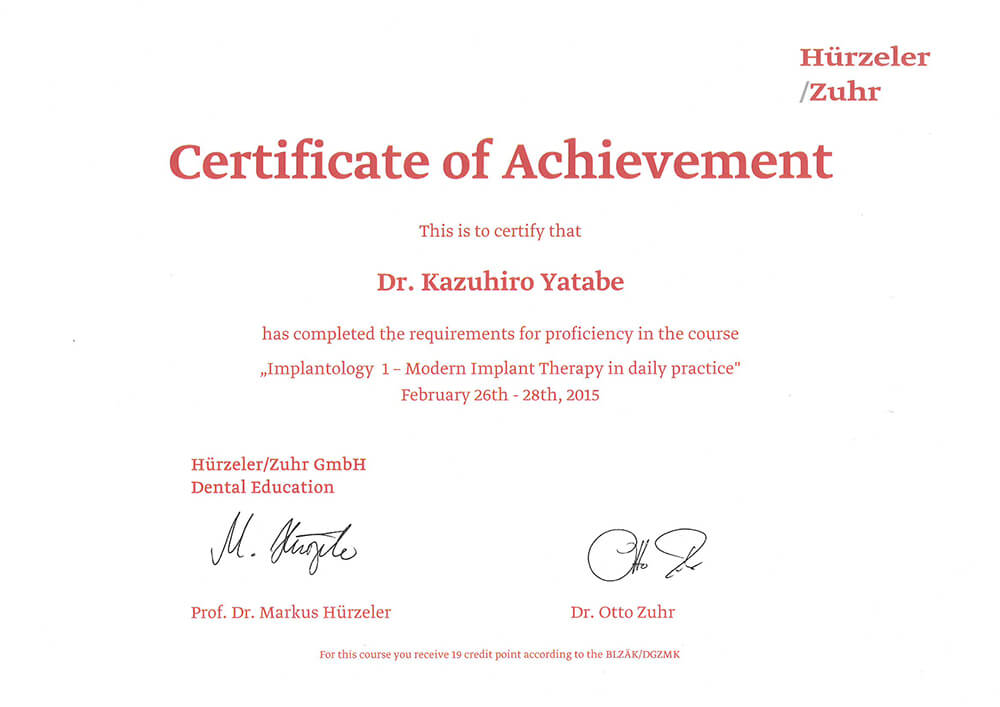 Hürzeler
/Zuhr
Certificate of Achievement
This is to certify that
Dr. Kazuhiro Yatabe
has completed the requirements for proficiency in the course
„Implantology 1 – Modern Implant Therapy in daily practice"
February 26th - 28th, 2015
Hürzeler/Zuhr GmbH
Dental Education
M. Hürzeler
Otto Zuhr
Prof. Dr. Markus Hürzeler
Dr. Otto Zuhr
For this course you receive 19 credit point according to the BLZÄK/DGZMK